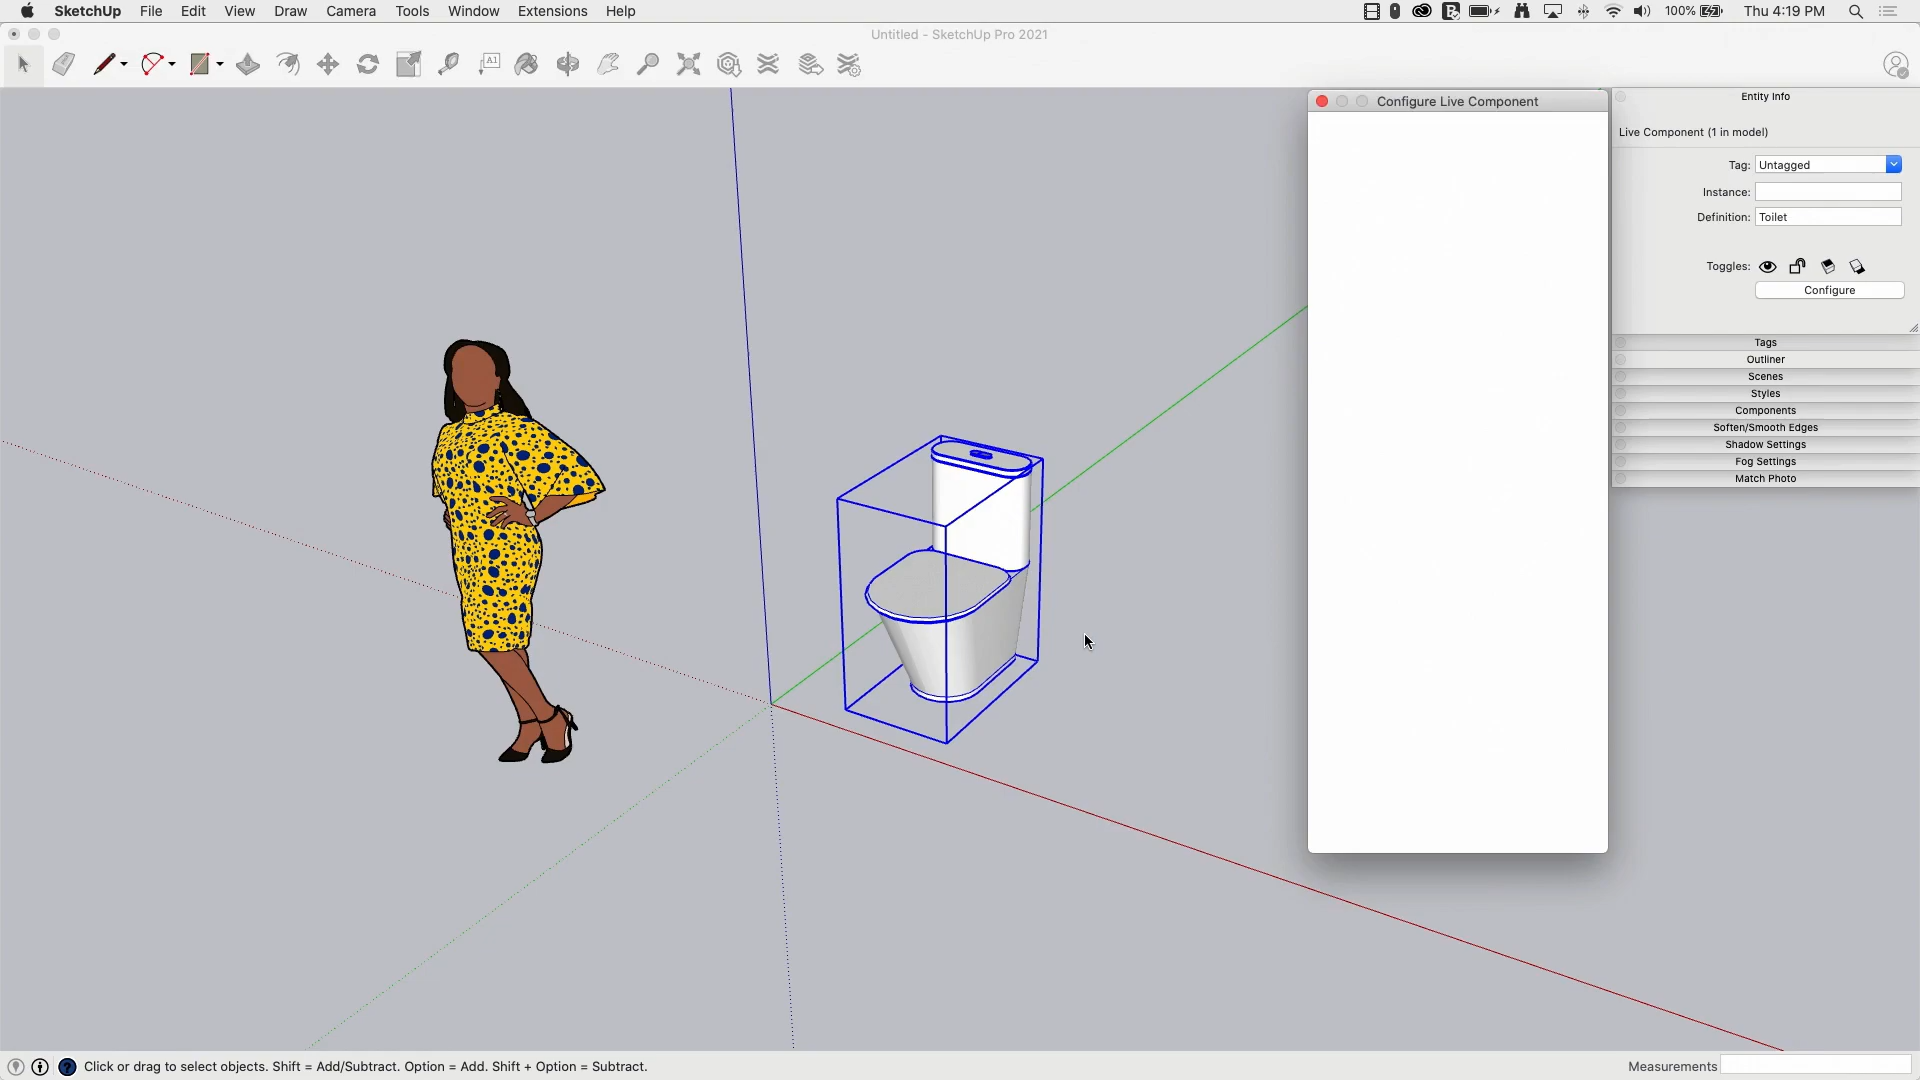 SketchUp File Edit View Draw Camera Tools Window Extensions Help
100% Thu 4:19 PM
Untitled - SketchUp Pro 2021
A1
Configure Live Component
Entity Info
Live Component (1 in model)
Tag: Untagged
Instance:
Definition: Toilet
Toggles:
Configure
Tags
Outliner
Scenes
Styles
Components
Soften/Smooth Edges
Shadow Settings
Fog Settings
Match Photo
Click or drag to select objects. Shift = Add/Subtract. Option = Add. Shift + Option = Subtract.
Measurements